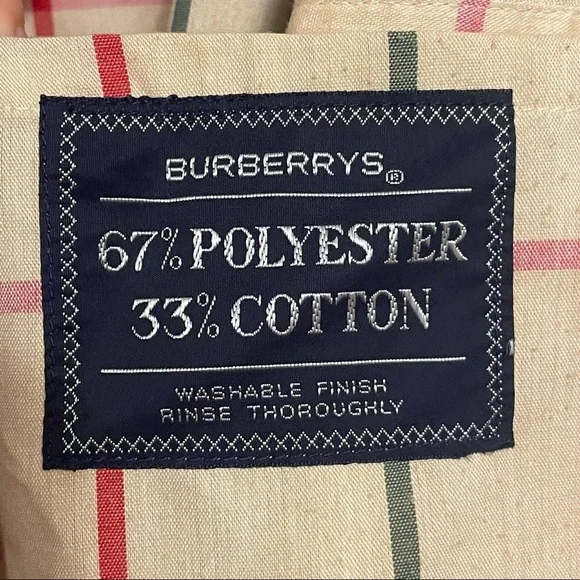 BURBERRYS®
67% POLYESTER
33% COTTON
WASHABLE FINISH
RINSE THOROUGHLY